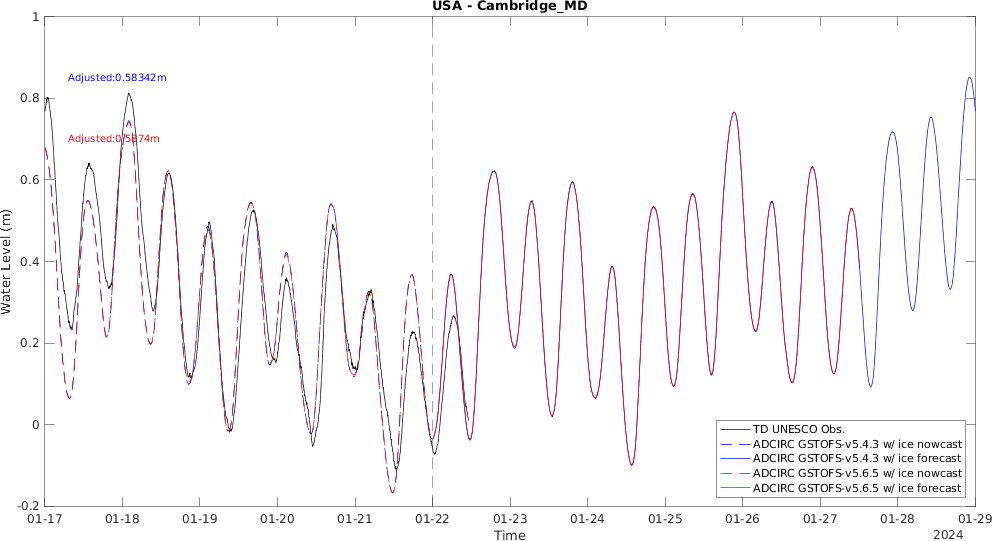 USA - Cambridge_MD
1
0.8
0.6
0.4
0.2
0
-0.2
Water Level (m)
Adjusted:0.58342m
Adjusted:0.5874m
TD UNESCO Obs.
ADCIRC GSTOFS-v5.4.3 w/ ice nowcast
ADCIRC GSTOFS-v5.4.3 w/ ice forecast
ADCIRC GSTOFS-v5.6.5 w/ ice nowcast
ADCIRC GSTOFS-v5.6.5 w/ ice forecast
01-17 01-18 01-19 01-20 01-21 01-22 01-23 01-24 01-25 01-26 01-27 01-28 01-29
Time
2024